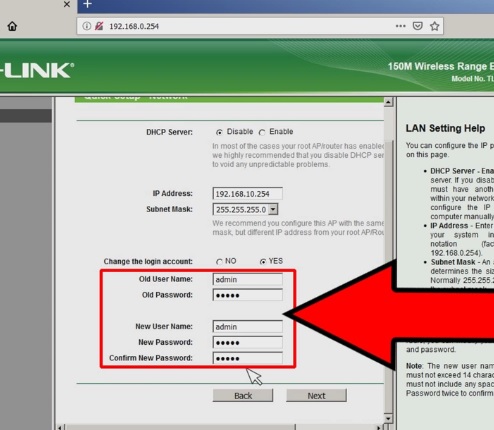 × +
192.168.0.254
-LINK®
150M Wireless Range
Model No. TL
DHCP Server: Disable Enable
In most of the cases your root AP/router has enabled
we highly recommended that you disable DHCP ser
to void any unpredictable problems.
IP Address: 192.168.10.254
Subnet Mask: 255.255.255.0
We recommend you configure this AP with the same
mask, but different IP address from your root AP/Rou
Change the login account: NO YES
Old User Name: admin
Old Password: •••••
New User Name: admin
New Password: •••••
Confirm New Password: •••••
Back Next
LAN Setting Help
You can configure the IP p
on this page.
• DHCP Server - Ena
server. If you disab
must have anoth
within your network
configure the IP
computer manually
• IP Address - Enter
your system in
notation (fac
192.168.0.254).
• Subnet Mask - An a
determines the siz
Normally 255.255.2
and password.
Note: The new user nam
must not exceed 14 charac
must not include any spac
Password twice to confirm